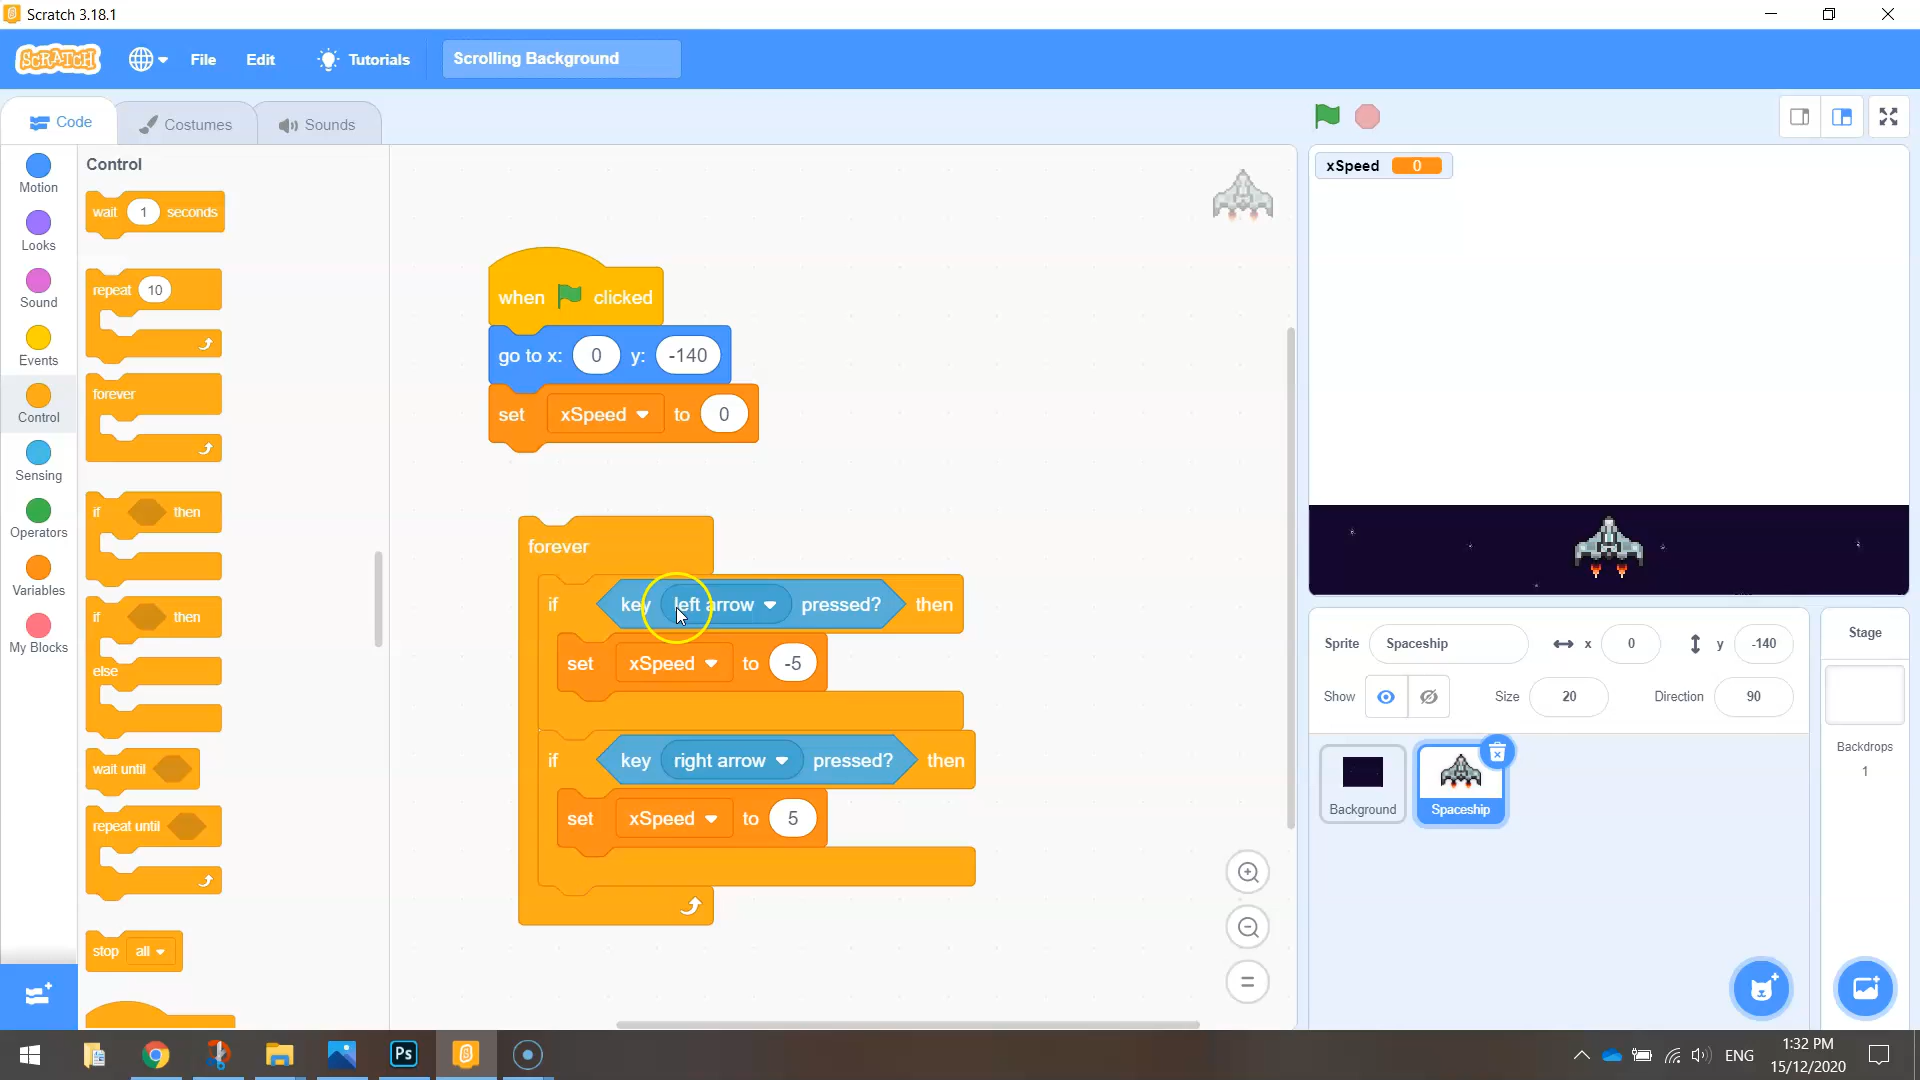 Scratch 3.18.1
SCRATCH
File
Edit
Tutorials
Scrolling Background
Code
Costumes
Sounds
Motion
Looks
Sound
Events
Control
Sensing
Operators
Variables
My Blocks
Control
wait 1 seconds
repeat 10
forever
if then
if then
else
wait until
repeat until
stop all
when clicked
go to x: 0 y: -140
set xSpeed to 0
forever
if key left arrow pressed? then
set xSpeed to -5
if key right arrow pressed? then
set xSpeed to 5
xSpeed 0
Sprite Spaceship x 0 y -140
Show Size 20 Direction 90
Background
Spaceship
Stage
Backdrops
1
Ps
ENG
1:32 PM
15/12/2020